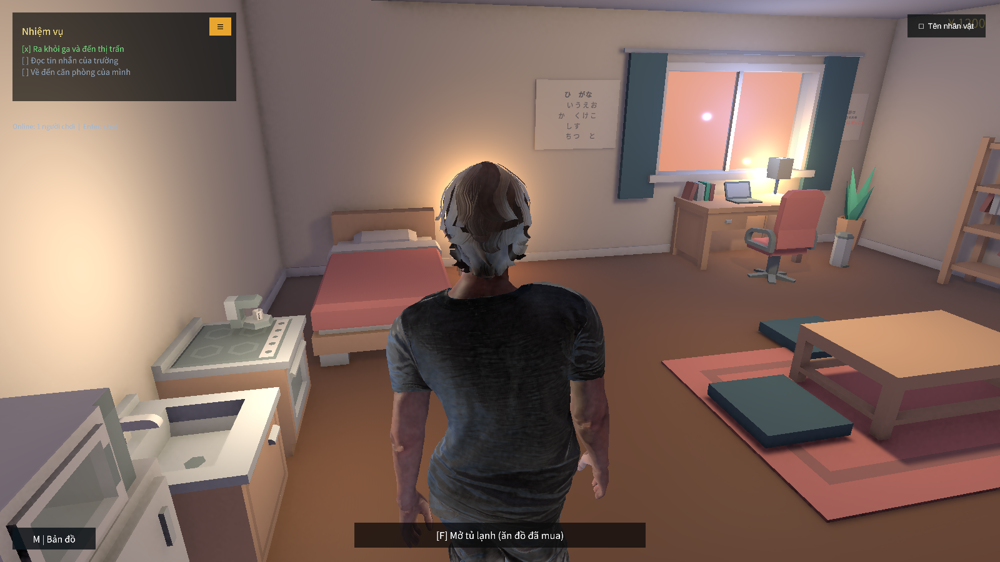 Nhiệm vụ
[x] Ra khỏi ga và đến thị trấn
[ ] Đọc tin nhắn của trường
[ ] Về đến căn phòng của mình
Online: 1 người chơi |
Tên nhân vật
¥ 1200
ひ がな
いうえお
か くけこ
しす
ちつ と
M | Bản đồ
[F] Mở tủ lạnh (ăn đồ đã mua)